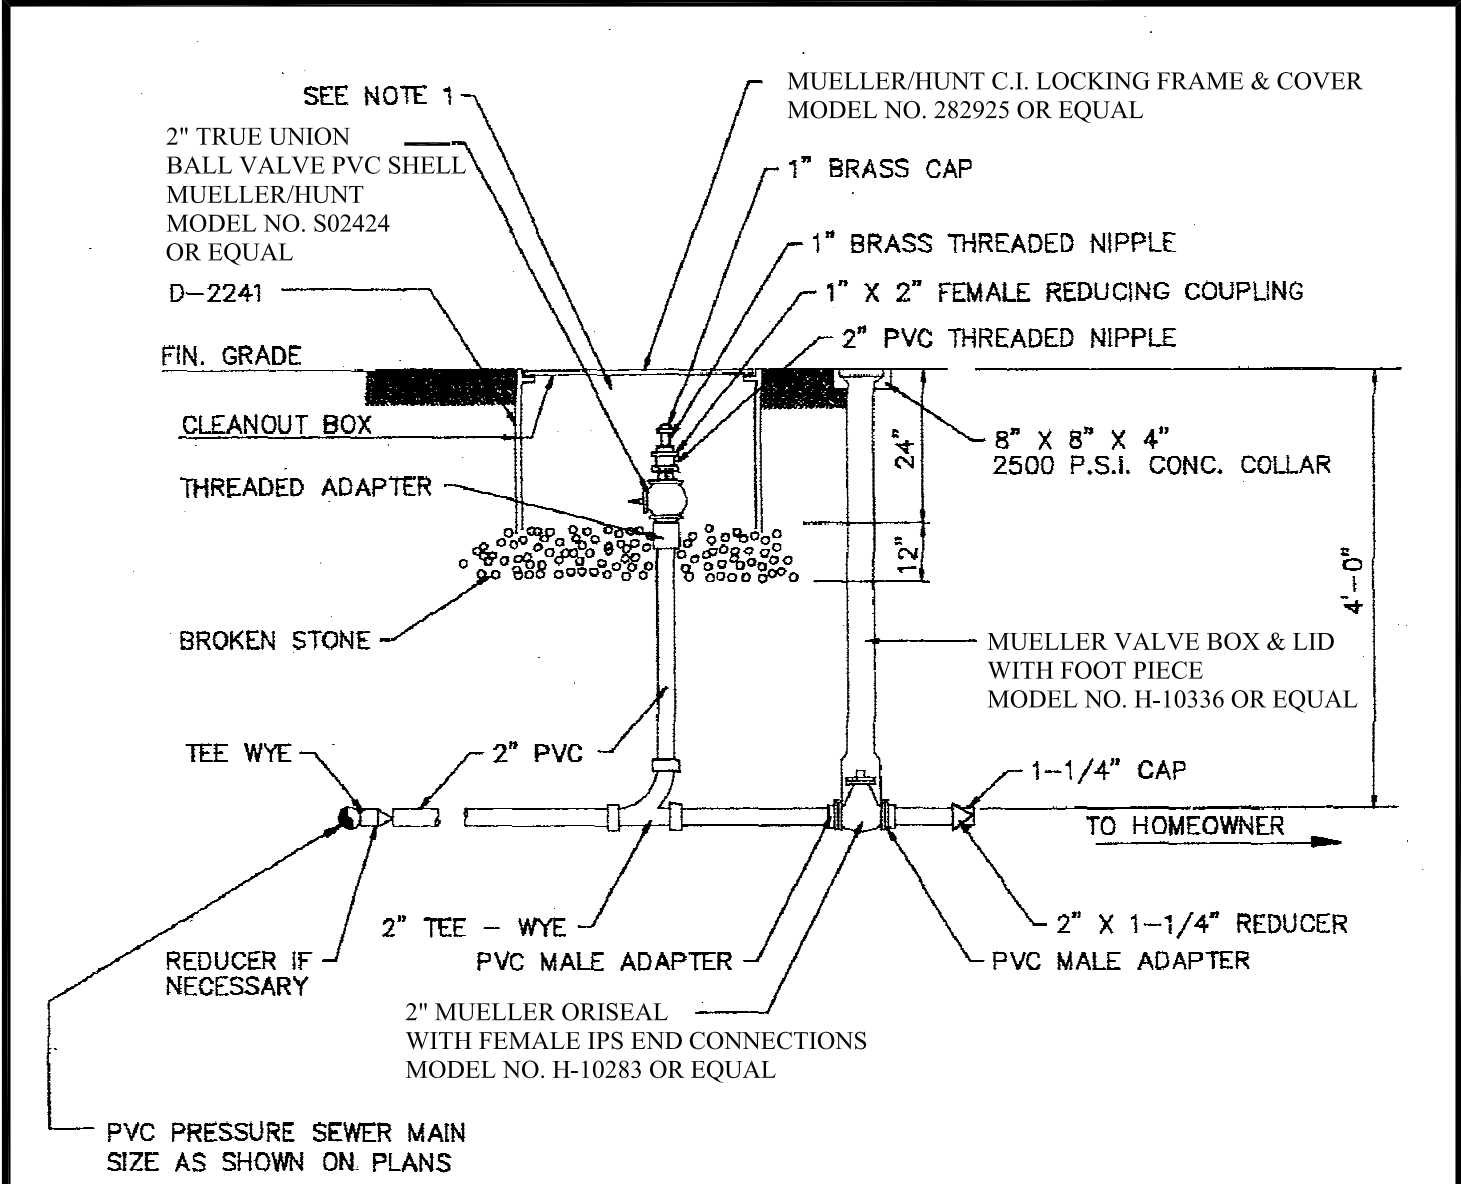 SEE NOTE 1
2" TRUE UNION
BALL VALVE PVC SHELL
MUELLER/HUNT
MODEL NO. S02424
OR EQUAL
D-2241
FIN. GRADE
CLEANOUT BOX
THREADED ADAPTER
BROKEN STONE
MUELLER/HUNT C.I. LOCKING FRAME & COVER
MODEL NO. 282925 OR EQUAL
1" BRASS CAP
1" BRASS THREADED NIPPLE
1" X 2" FEMALE REDUCING COUPLING
2" PVC THREADED NIPPLE
8" X 8" X 4"
2500 P.S.I. CONC. COLLAR
24"
12"
4'-0"
MUELLER VALVE BOX & LID
WITH FOOT PIECE
MODEL NO. H-10336 OR EQUAL
TEE WYE
2" PVC
1-1/4" CAP
TO HOMEOWNER
2" TEE - WYE
2" X 1-1/4" REDUCER
REDUCER IF
NECESSARY
PVC MALE ADAPTER
PVC MALE ADAPTER
2" MUELLER ORISEAL
WITH FEMALE IPS END CONNECTIONS
MODEL NO. H-10283 OR EQUAL
PVC PRESSURE SEWER MAIN
SIZE AS SHOWN ON PLANS